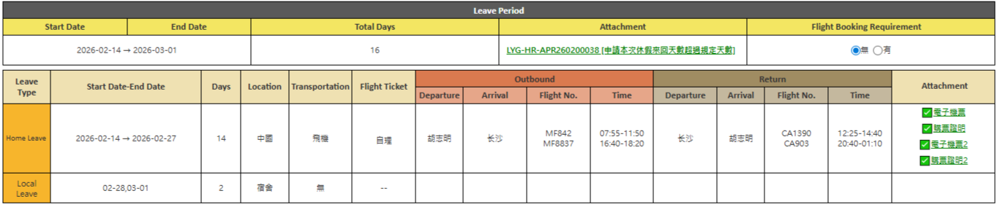 Leave Period
Start Date End Date Total Days Attachment Flight Booking Requirement
2026-02-14 → 2026-03-01 16 LYG-HR-APR260200038 [申請本次休假來回天數超過規定天數] 無 有
Leave Type Start Date-End Date Days Location Transportation Flight Ticket Outbound Return Attachment
Departure Arrival Flight No. Time Departure Arrival Flight No. Time
Home Leave 2026-02-14 → 2026-02-27 14 中國 飛機 自理 胡志明 长沙 MF842 07:55-11:50 长沙 胡志明 CA1390 12:25-14:40 電子機票
MF8837 16:40-18:20 CA903 20:40-01:10 購票證明
電子機票2
購票證明2
Local Leave 02-28,03-01 2 宿舍 無 --